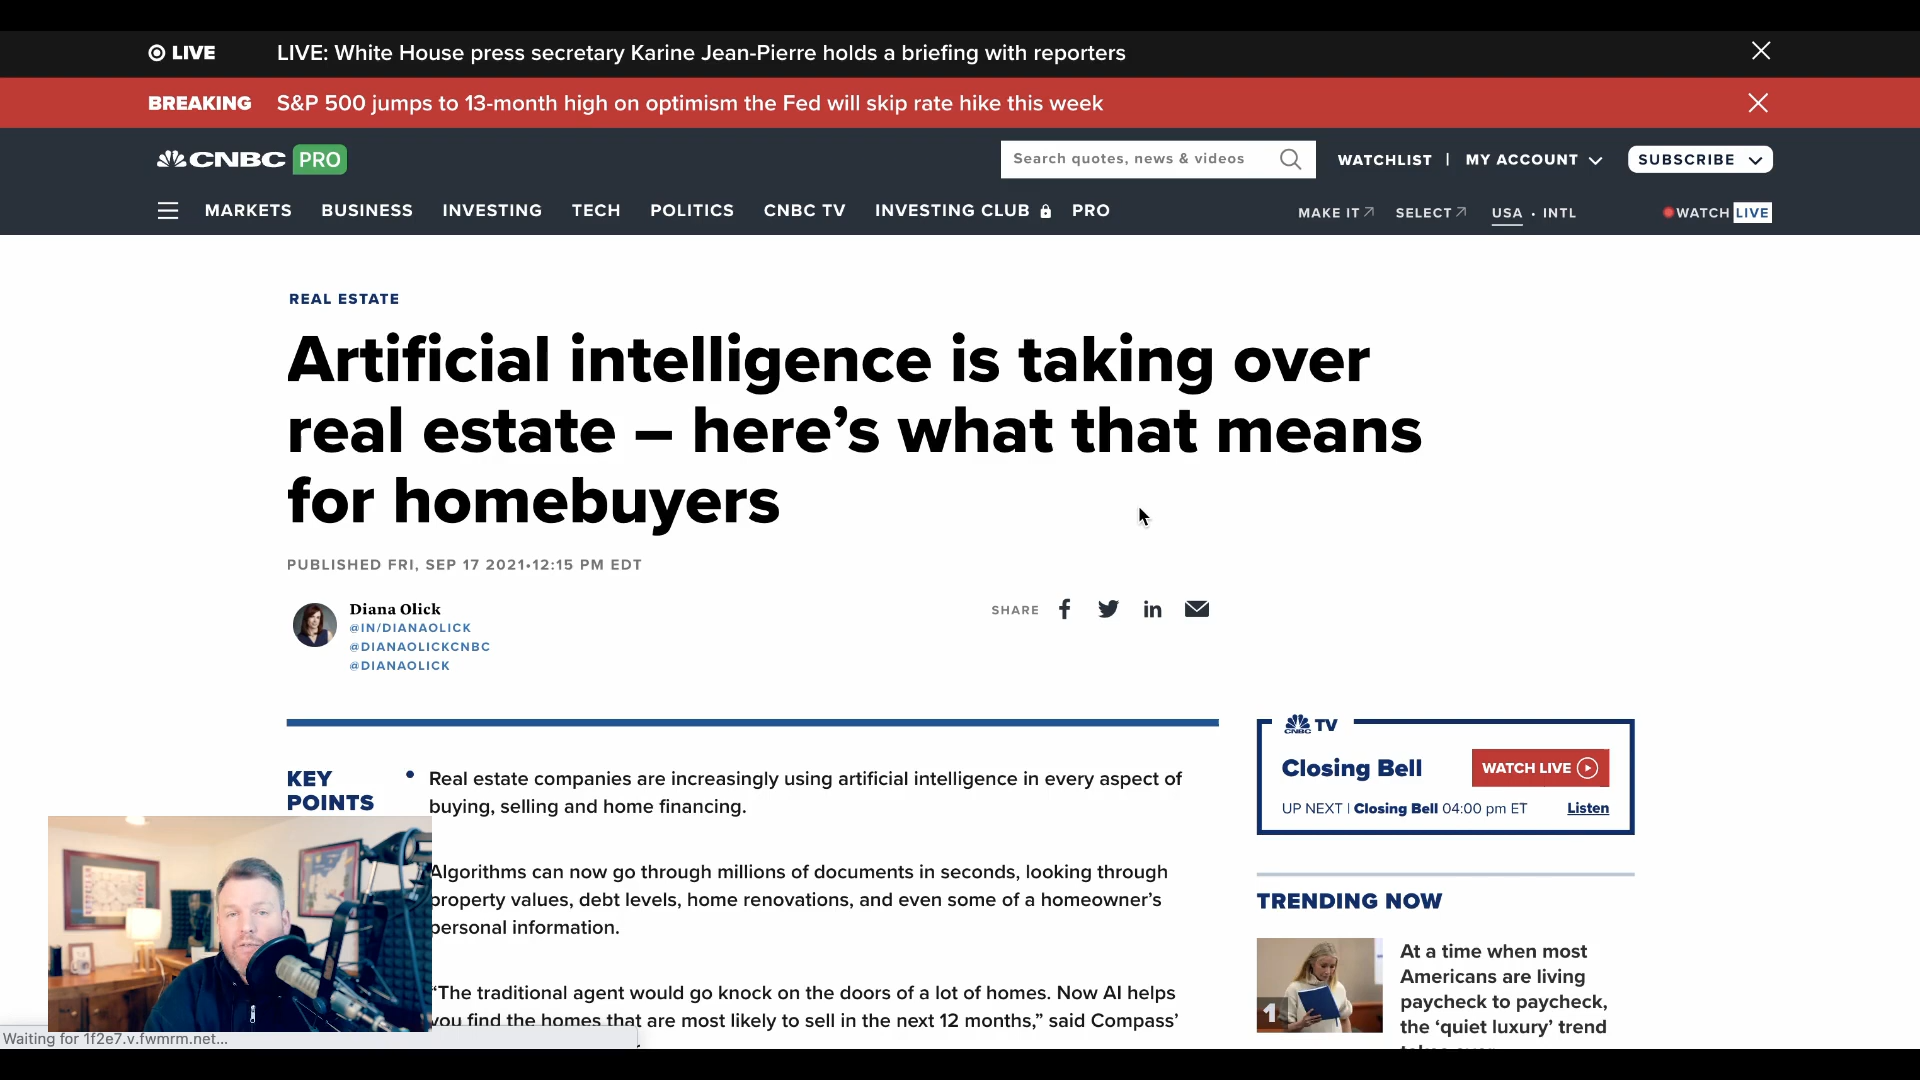 LIVE
LIVE: White House press secretary Karine Jean-Pierre holds a briefing with reporters
BREAKING
S&P 500 jumps to 13-month high on optimism the Fed will skip rate hike this week
CNBC PRO
Search quotes, news & videos
WATCHLIST | MY ACCOUNT
SUBSCRIBE
MARKETS BUSINESS INVESTING TECH POLITICS CNBC TV INVESTING CLUB PRO
MAKE IT SELECT USA • INTL
WATCH LIVE
REAL ESTATE
Artificial intelligence is taking over
real estate – here’s what that means
for homebuyers
PUBLISHED FRI, SEP 17 2021•12:15 PM EDT
Diana Olick
@IN/DIANAOLICK
@DIANAOLICKCNBC
@DIANAOLICK
SHARE
KEY
POINTS
• Real estate companies are increasingly using artificial intelligence in every aspect of
buying, selling and home financing.
Algorithms can now go through millions of documents in seconds, looking through
property values, debt levels, home renovations, and even some of a homeowner’s
personal information.
“The traditional agent would go knock on the doors of a lot of homes. Now AI helps
you find the homes that are most likely to sell in the next 12 months,” said Compass’
CNBC TV
Closing Bell
WATCH LIVE
UP NEXT | Closing Bell 04:00 pm ET
Listen
TRENDING NOW
1
At a time when most
Americans are living
paycheck to paycheck,
the ‘quiet luxury’ trend
Waiting for 1f2e7.v.fwmrm.net...